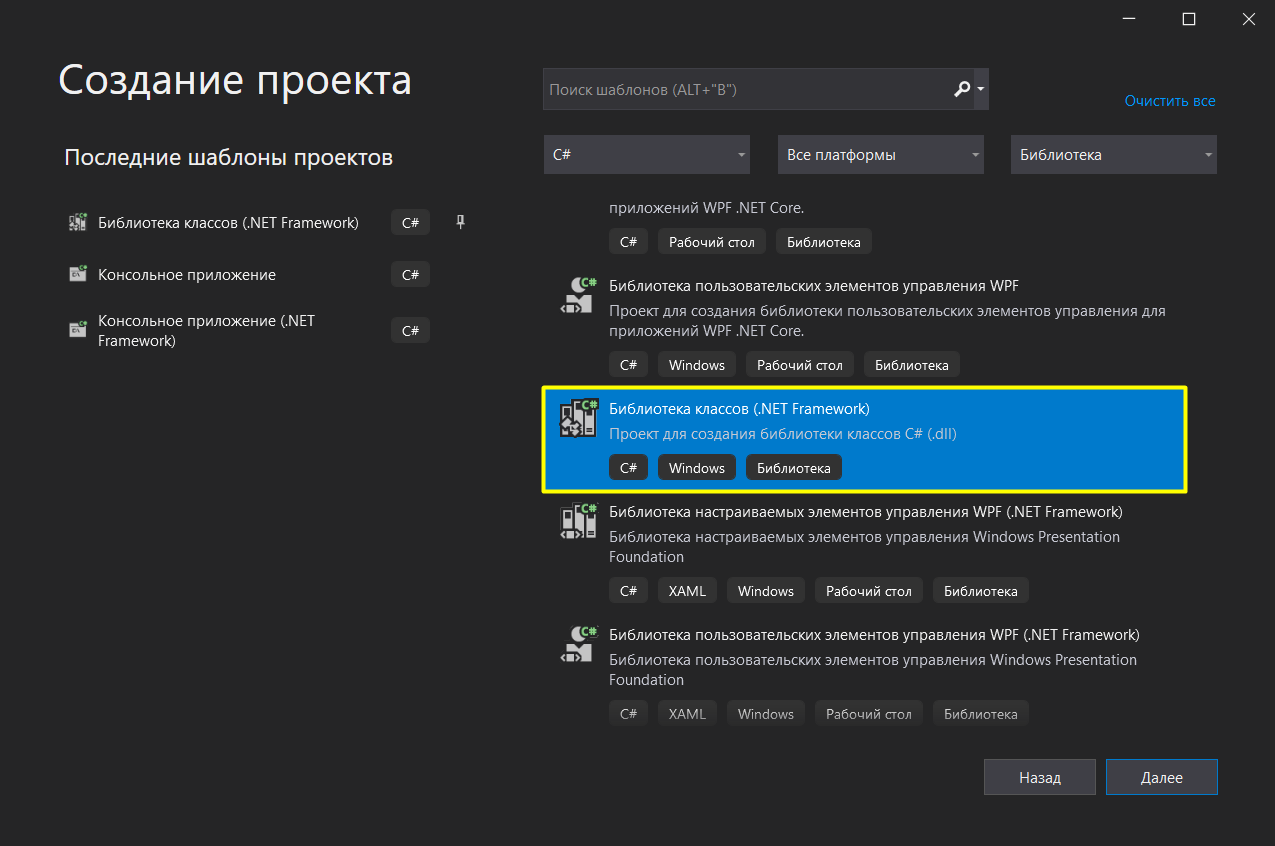 Создание проекта
Последние шаблоны проектов
Библиотека классов (.NET Framework) C#
Консольное приложение C#
Консольное приложение (.NET
Framework) C#
Поиск шаблонов (ALT+"B")
Очистить все
C# Все платформы Библиотека
приложений WPF .NET Core.
C# Рабочий стол Библиотека
Библиотека пользовательских элементов управления WPF
Проект для создания библиотеки пользовательских элементов управления для
приложений WPF .NET Core.
C# Windows Рабочий стол Библиотека
Библиотека классов (.NET Framework)
Проект для создания библиотеки классов C# (.dll)
C# Windows Библиотека
Библиотека настраиваемых элементов управления WPF (.NET Framework)
Библиотека настраиваемых элементов управления Windows Presentation
Foundation
C# XAML Windows Рабочий стол Библиотека
Библиотека пользовательских элементов управления WPF (.NET Framework)
Библиотека пользовательских элементов управления Windows Presentation
Foundation
C# XAML Windows Рабочий стол Библиотека
Назад Далее